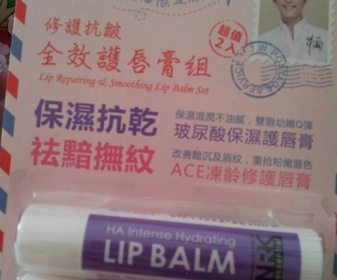 修護抗皺
全效護唇膏組
超值
2入
Lip Repairing & Smoothing Lip Balm Set
保濕抗乾
祛黯撫紋
保濕滋潤不油膩，雙唇幼嫩Q彈
玻尿酸保濕護唇膏
改善黯沉及唇紋，重拾粉嫩唇色
ACE凍齡修護唇膏
HA Intense Hydrating
LIP BALM